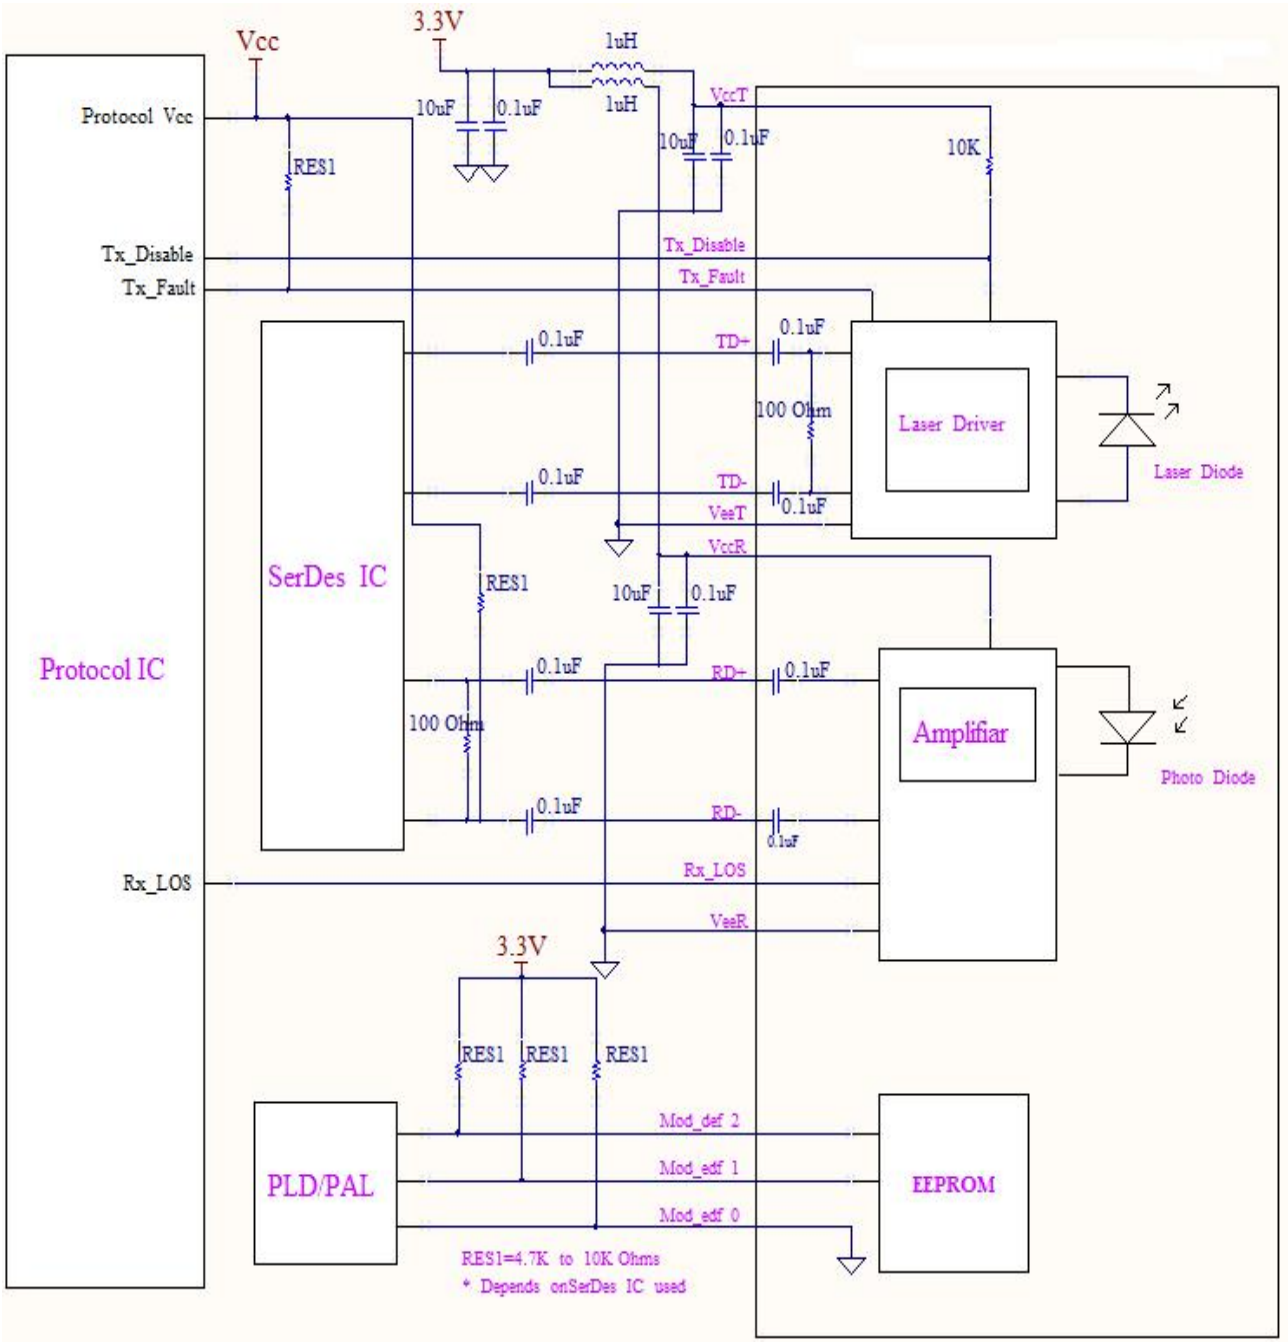 3.3V
Vcc
1uH
1uH
10uF
0.1uF
VccT
Protocol Vcc
10uF
0.1uF
10K
RES1
Tx_Disable
Tx_Disable
Tx_Fault
Tx_Fault
0.1uF
TD+
0.1uF
100 Ohm
Laser Driver
Laser Diode
0.1uF
TD-
0.1uF
VeeT
VccR
SerDes IC
RES1
10uF
0.1uF
Protocol IC
0.1uF
RD+
0.1uF
100 Ohm
Amplifiar
Photo Diode
0.1uF
RD-
0.1uF
Rx_LOS
Rx_LOS
VeeR
3.3V
RES1
RES1
RES1
Mod_def 2
PLD/PAL
Mod_edf 1
EEPROM
Mod_edf 0
RES1=4.7K to 10K Ohms
* Depends onSerDes IC used